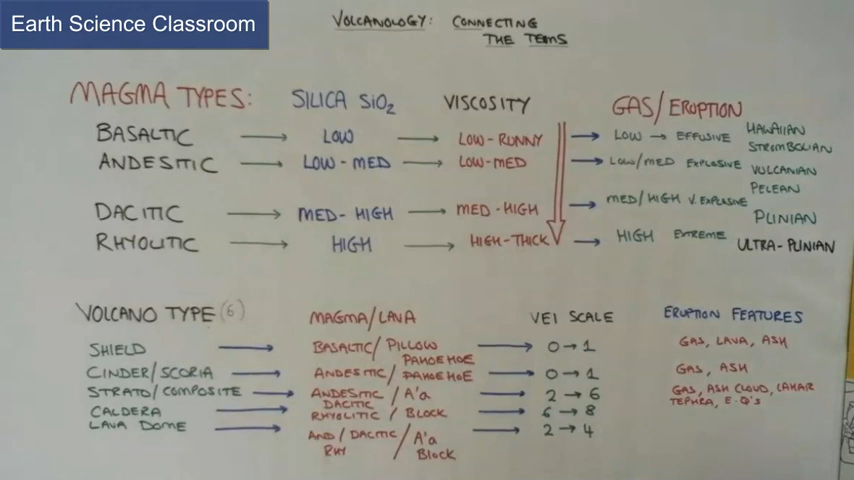 Earth Science Classroom
VOLCANOLOGY: CONNECTING
THE TEMS
MAGMA TYPES: SILICA SiO2 VISCOSITY GAS/ERUPTION
BASALTIC → LOW → LOW-RUNNY → LOW → EFFUSIVE HAWAIIAN
STROMBOLIAN
ANDESITIC → LOW-MED → LOW-MED → LOW/MED EXPLOSIVE VULCANIAN
PELEAN
DACITIC → MED-HIGH → MED-HIGH → MED/HIGH V. EXPLOSIVE
PLINIAN
RHYOLITIC → HIGH → HIGH-THICK → HIGH EXTREME ULTRA-PLINIAN
VOLCANO TYPE (6) MAGMA/LAVA VEI SCALE ERUPTION FEATURES
SHIELD → BASALTIC/PILLOW → 0→1 GAS, LAVA, ASH
PAHOEHOE
CINDER/SCORIA → ANDESITIC/PAHOEHOE → 0→1 GAS, ASH
STRATO/COMPOSITE → ANDESITIC/A'a → 2→6 GAS, ASH CLOUD, LAHAR
DACITIC TEPHRA, E-Q'S
CALDERA → RHYOLITIC/BLOCK → 6→8
LAVA DOME → AND/DACITIC/A'a → 2→4
RHY BLOCK